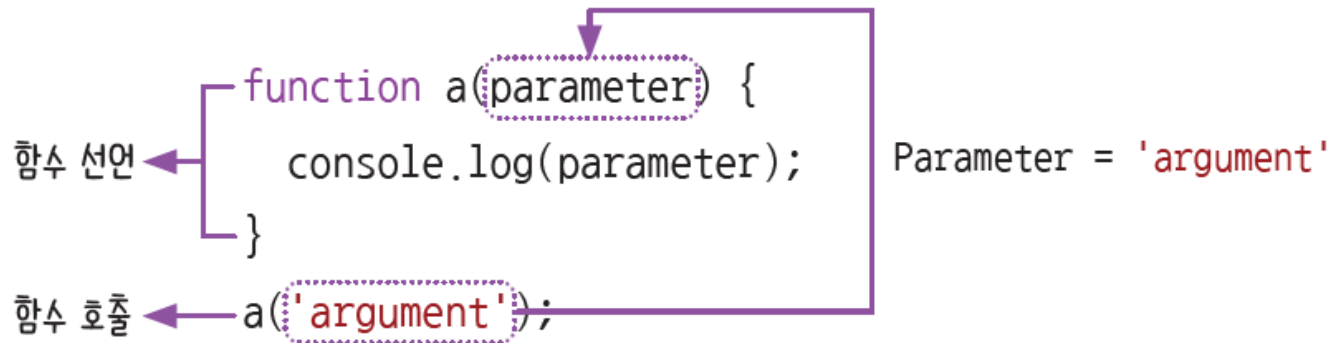 function a(parameter) {
함수 선언
console.log(parameter);
Parameter = 'argument'
}
함수 호출
a('argument');